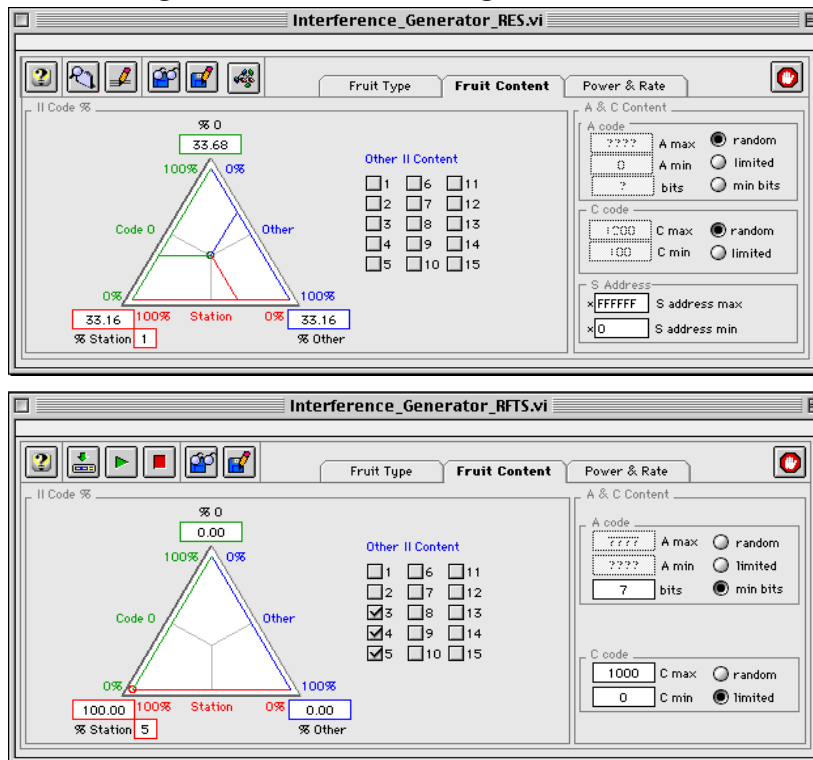 Interference_Generator_RES.vi
Fruit Type Fruit Content Power & Rate
II Code %
% 0
33.68
100% 0%
Code 0 Other
0% 100%
33.16 100% Station 0% 33.16
% Station 1 % Other
Other II Content
1 6 11
2 7 12
3 8 13
4 9 14
5 10 15
A & C Content
A code
???? A max random
0 A min limited
? bits min bits
C code
C max random
C min limited
S Address
×FFFFFF S address max
×0 S address min
Interference_Generator_RFTS.vi
Fruit Type Fruit Content Power & Rate
II Code %
% 0
0.00
100% 0%
Code 0 Other
0% 100%
100.00 100% Station 0% 0.00
% Station 5 % Other
Other II Content
1 6 11
2 7 12
3 8 13
4 9 14
5 10 15
A & C Content
A code
7777 A max random
???? A min limited
7 bits min bits
C code
1000 C max random
0 C min limited